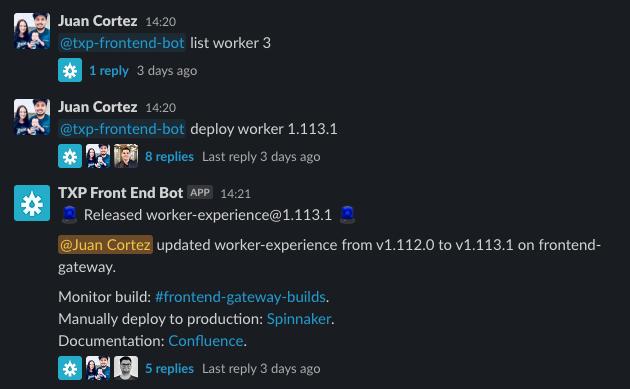 Juan Cortez 14:20
@txp-frontend-bot list worker 3
1 reply 3 days ago
Juan Cortez 14:20
@txp-frontend-bot deploy worker 1.113.1
8 replies Last reply 3 days ago
TXP Front End Bot APP 14:21
Released worker-experience@1.113.1
@Juan Cortez updated worker-experience from v1.112.0 to v1.113.1 on frontend-
gateway.
Monitor build: #frontend-gateway-builds.
Manually deploy to production: Spinnaker.
Documentation: Confluence.
5 replies Last reply 3 days ago